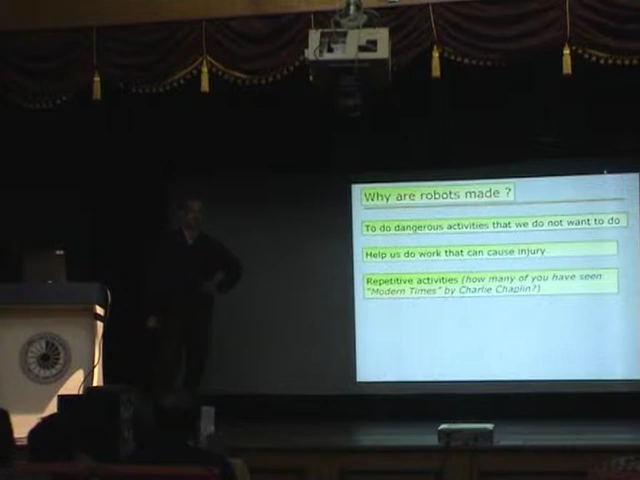 Why are robots made ?
To do dangerous activities that we do not want to do
Help us do work that can cause injury
Repetitive activities (how many of you have seen
"Modern Times" by Charlie Chaplin?)